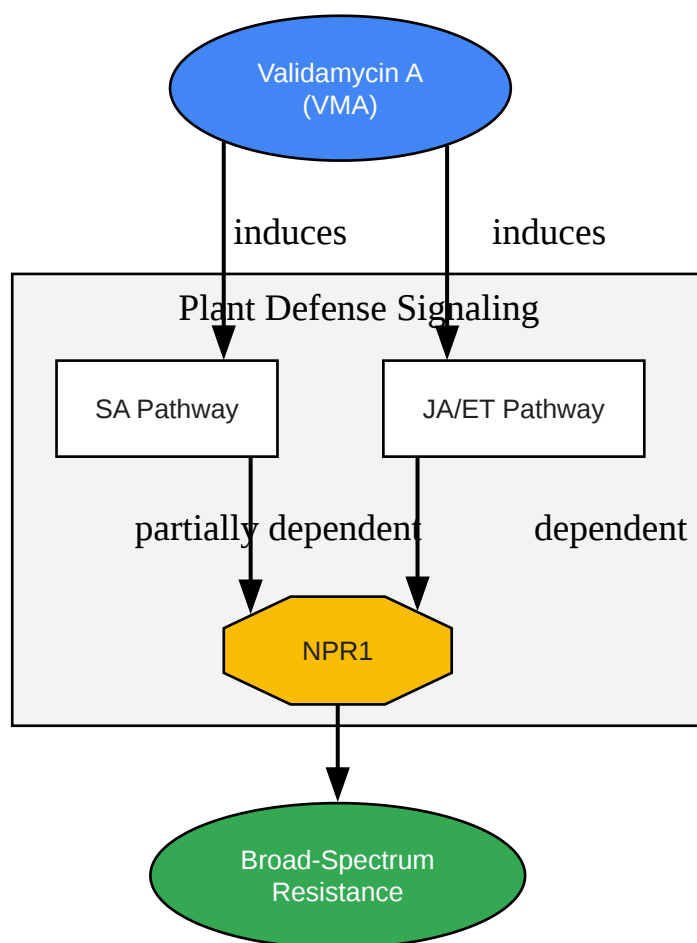 Validamycin A
(VMA)
induces
induces
Plant Defense Signaling
SA Pathway
JA/ET Pathway
partially dependent
dependent
NPR1
Broad-Spectrum
Resistance